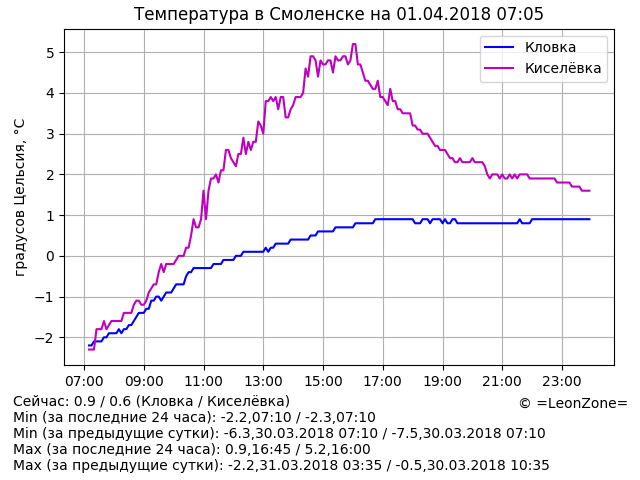 Температура в Смоленске на 01.04.2018 07:05
Кловка
Киселёвка
градусов Цельсия, °C
5
4
3
2
1
0
−1
−2
07:00 09:00 11:00 13:00 15:00 17:00 19:00 21:00 23:00
Сейчас: 0.9 / 0.6 (Кловка / Киселёвка)
© =LeonZone=
Min (за последние 24 часа): -2.2,07:10 / -2.3,07:10
Min (за предыдущие сутки): -6.3,30.03.2018 07:10 / -7.5,30.03.2018 07:10
Max (за последние 24 часа): 0.9,16:45 / 5.2,16:00
Max (за предыдущие сутки): -2.2,31.03.2018 03:35 / -0.5,30.03.2018 10:35